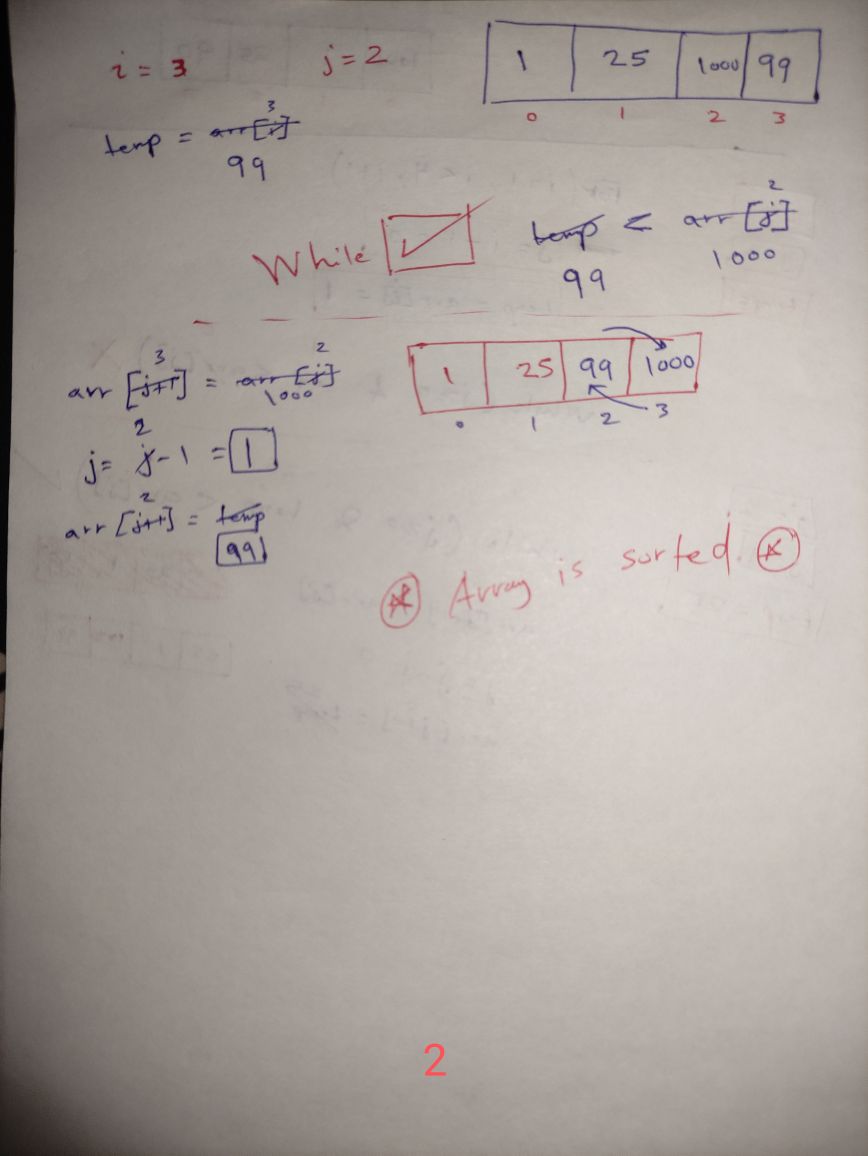 i = 3 j = 2 1 25 1000 99
0 1 2 3
3
temp = arr[i]
99
2
While temp < arr[j]
99 1000
3 2
arr [j+1] = arr [j] 1 25 99 1000
1000
0 1 2 3
2
j = j-1 = 1
2
arr [j+1] = temp
99
Array is sorted
2